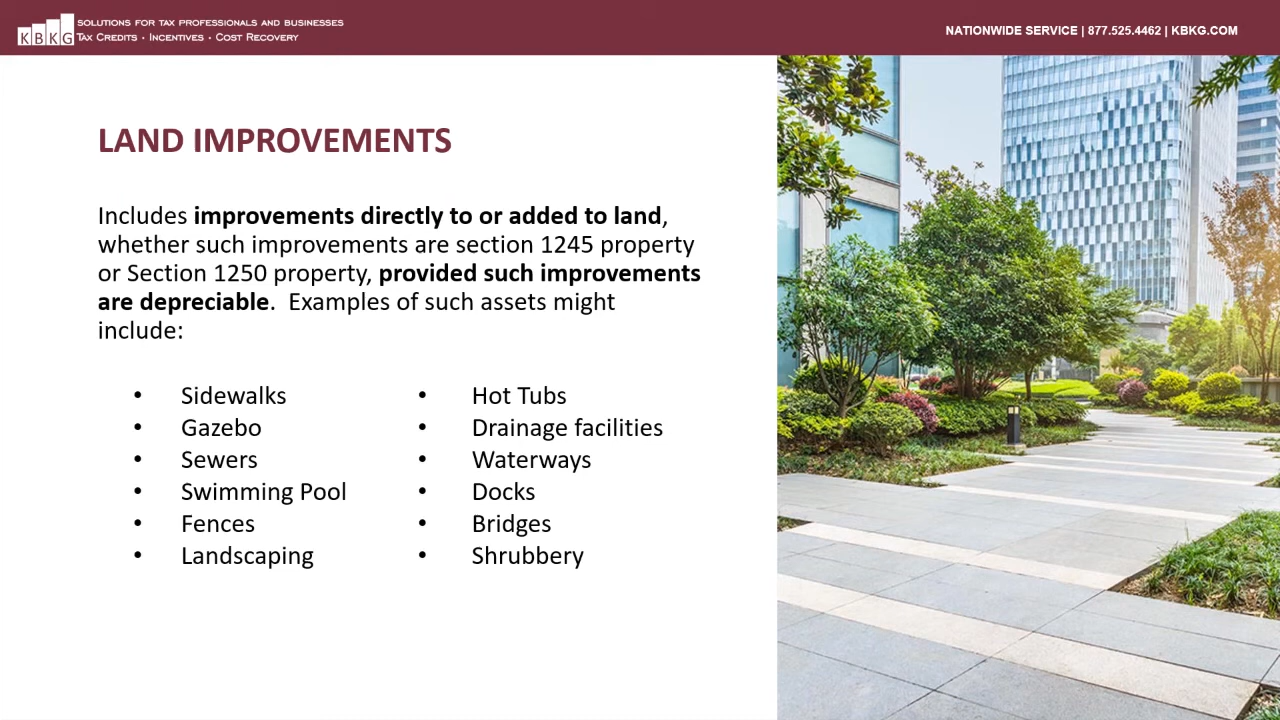 SOLUTIONS FOR TAX PROFESSIONALS AND BUSINESSES
KBKG TAX CREDITS · INCENTIVES · COST RECOVERY
NATIONWIDE SERVICE | 877.525.4462 | KBKG.COM
LAND IMPROVEMENTS
Includes improvements directly to or added to land,
whether such improvements are section 1245 property
or Section 1250 property, provided such improvements
are depreciable.  Examples of such assets might
include:
• Sidewalks
• Gazebo
• Sewers
• Swimming Pool
• Fences
• Landscaping
• Hot Tubs
• Drainage facilities
• Waterways
• Docks
• Bridges
• Shrubbery